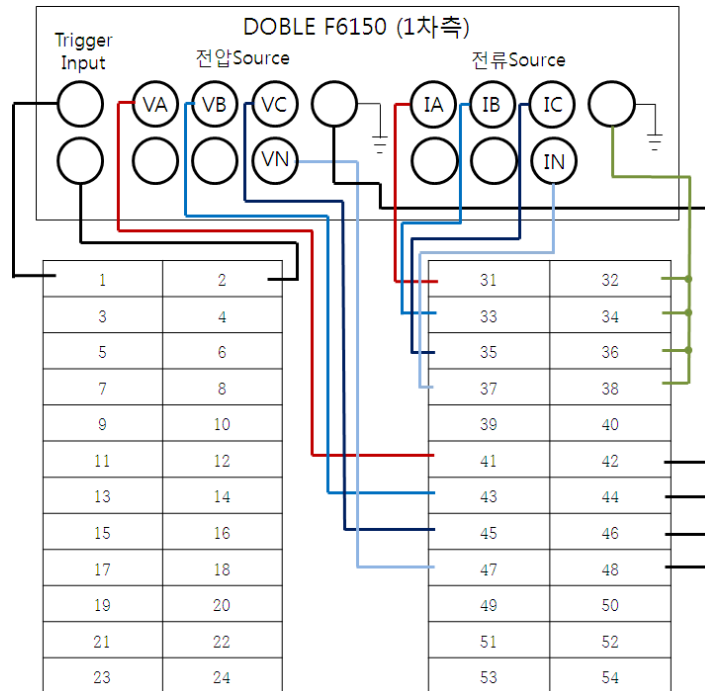 DOBLE F6150 (1차측)
Trigger
Input
전압Source
전류Source
VA VB VC
IA IB IC
VN
IN
1 2
3 4
5 6
7 8
9 10
11 12
13 14
15 16
17 18
19 20
21 22
23 24
31 32
33 34
35 36
37 38
39 40
41 42
43 44
45 46
47 48
49 50
51 52
53 54